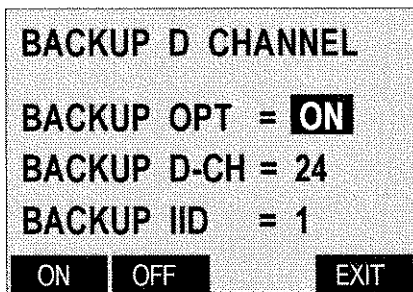 BACKUP D CHANNEL
BACKUP OPT = ON
BACKUP D-CH = 24
BACKUP IID = 1
ON OFF EXIT